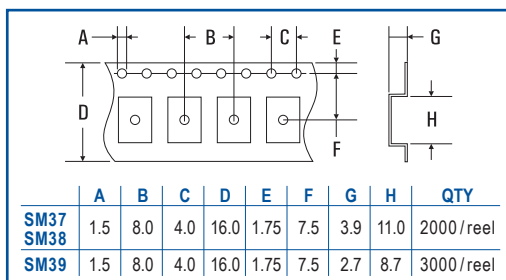 A B C E G
D F H
A B C D E F G H QTY
SM37 SM38 1.5 8.0 4.0 16.0 1.75 7.5 3.9 11.0 2000/reel
SM39 1.5 8.0 4.0 16.0 1.75 7.5 2.7 8.7 3000/reel